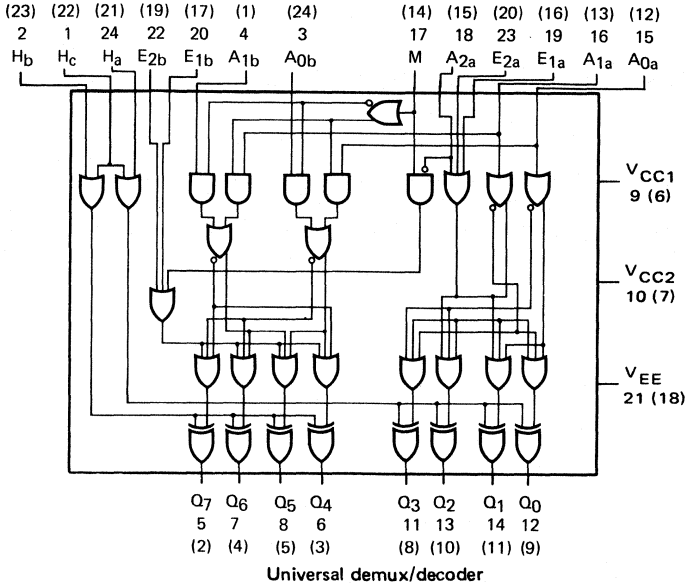 (23) (22) (21) (19) (17) (1) (24) (14) (15) (20) (16) (13) (12)
2 1 24 22 20 4 3 17 18 23 19 16 15
Hb Hc Ha E2b E1b A1b A0b M A2a E2a E1a A1a A0a
VCC1
9 (6)
VCC2
10 (7)
VEE
21 (18)
Q7 Q6 Q5 Q4 Q3 Q2 Q1 Q0
5 7 8 6 11 13 14 12
(2) (4) (5) (3) (8) (10) (11) (9)
Universal demux/decoder